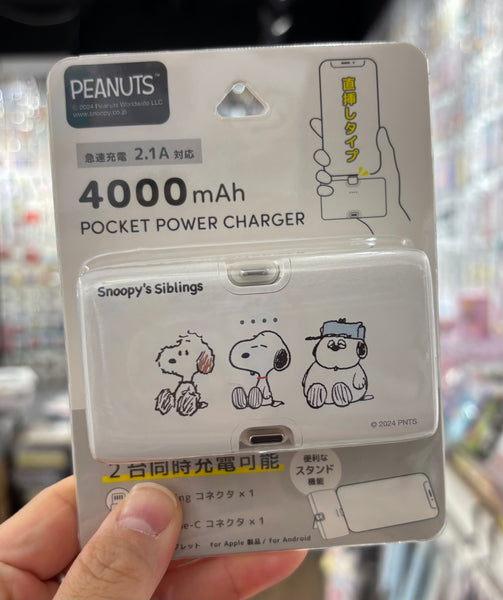 PEANUTS™
© 2024 Peanuts Worldwide LLC
www.snoopy.co.jp
急速充電 2.1A 対応
4000mAh
POCKET POWER CHARGER
直挿しタイプ
Snoopy's Siblings
© 2024 PNTS
2台同時充電可能
便利な
スタンド
機能
コネクタ × 1
コネクタ × 1
for Apple 製品 / for Android